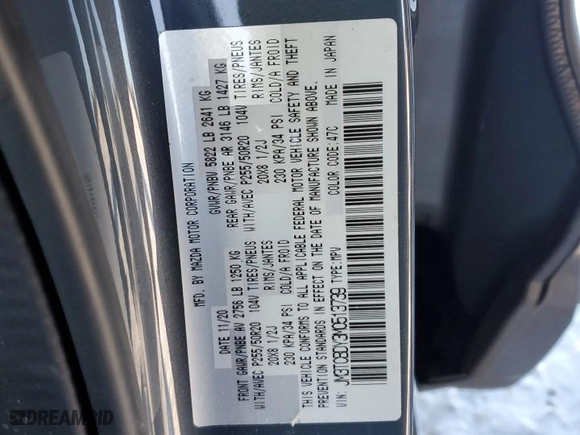 MFD. BY MAZDA MOTOR CORPORATION
DATE 11/20 GVWR/PNBV 5822 LB 2641 KG
FRONT GAWR/PNBE AV 2756 LB 1250 KG REAR GAWR/PNBE AR 3146 LB 1427 KG
WITH/AVEC P255/50R20 104V TIRES/PNEUS WITH/AVEC P255/50R20 104V TIRES/PNEUS
20X8 1/2J RIMS/JANTES 20X8 1/2J RIMS/JANTES
230 KPA/34 PSI COLD/A FROID 230 KPA/34 PSI COLD/A FROID
THIS VEHICLE CONFORMS TO ALL APPLICABLE FEDERAL MOTOR VEHICLE SAFETY AND THEFT
PREVENTION STANDARDS IN EFFECT ON THE DATE OF MANUFACTURE SHOWN ABOVE.
VIN: JM3TCBDY3M0513739 TYPE:MPV COLOR CODE:47C MADE IN JAPAN
DREAMBID